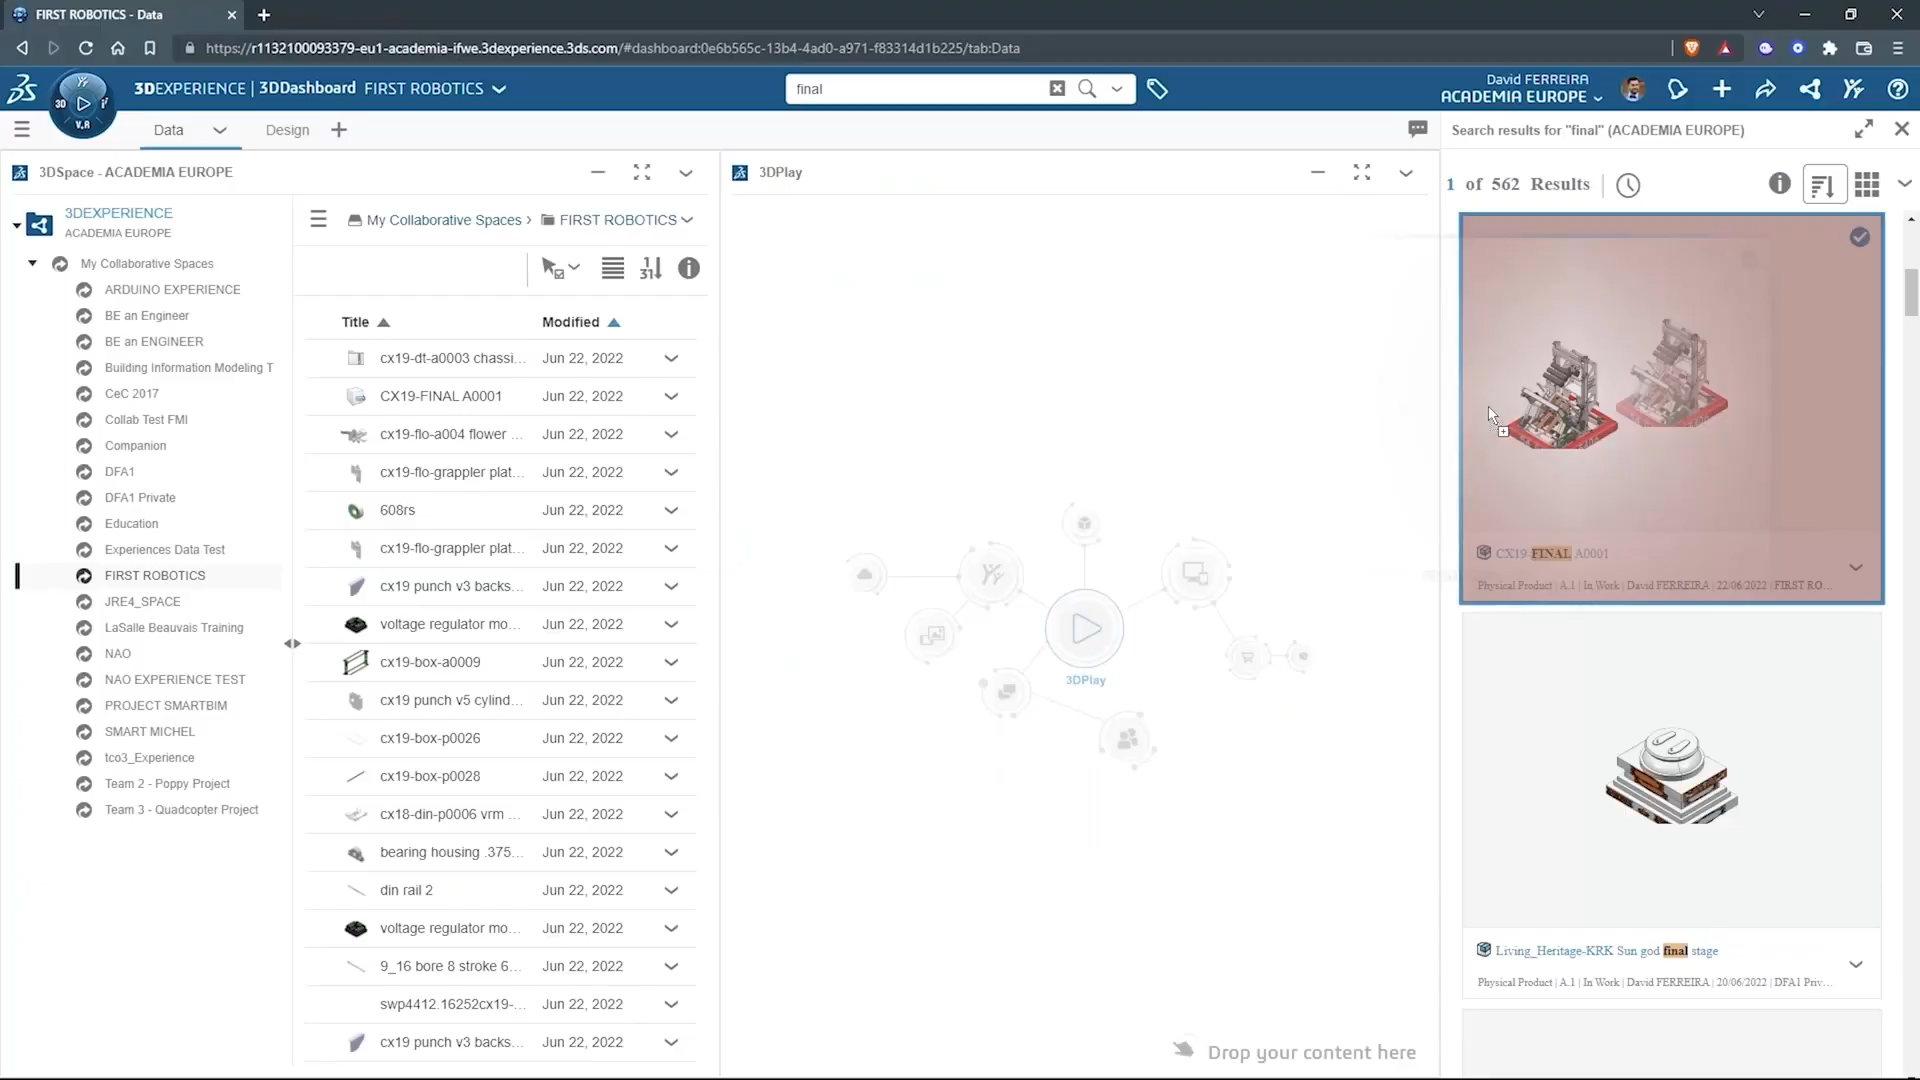 FIRST ROBOTICS - Data
https://r1132100093379-eu1-academia-ifwe.3dexperience.3ds.com/#dashboard:0e6b565c-13b4-4ad0-a971-f83314d1b225/tab:Data
3D
V.R
3DEXPERIENCE | 3DDashboard FIRST ROBOTICS
final
David FERREIRA
ACADEMIA EUROPE
Data
Design
Search results for "final" (ACADEMIA EUROPE)
3DSpace - ACADEMIA EUROPE
3DPlay
1 of 562 Results
3DEXPERIENCE
ACADEMIA EUROPE
My Collaborative Spaces
ARDUINO EXPERIENCE
BE an Engineer
BE an ENGINEER
Building Information Modeling T
CeC 2017
Collab Test FMI
Companion
DFA1
DFA1 Private
Education
Experiences Data Test
FIRST ROBOTICS
JRE4_SPACE
LaSalle Beauvais Training
NAO
NAO EXPERIENCE TEST
PROJECT SMARTBIM
SMART MICHEL
tco3_Experience
Team 2 - Poppy Project
Team 3 - Quadcopter Project
My Collaborative Spaces › FIRST ROBOTICS
Title Modified
cx19-dt-a0003 chassi... Jun 22, 2022
CX19-FINAL A0001 Jun 22, 2022
cx19-flo-a004 flower ... Jun 22, 2022
cx19-flo-grappler plat... Jun 22, 2022
608rs Jun 22, 2022
cx19-flo-grappler plat... Jun 22, 2022
cx19 punch v3 backs... Jun 22, 2022
voltage regulator mo... Jun 22, 2022
cx19-box-a0009 Jun 22, 2022
cx19 punch v5 cylind... Jun 22, 2022
cx19-box-p0026 Jun 22, 2022
cx19-box-p0028 Jun 22, 2022
cx18-din-p0006 vrm ... Jun 22, 2022
bearing housing .375... Jun 22, 2022
din rail 2 Jun 22, 2022
voltage regulator mo... Jun 22, 2022
9_16 bore 8 stroke 6... Jun 22, 2022
swp4412.16252cx19-... Jun 22, 2022
cx19 punch v3 backs... Jun 22, 2022
3DPlay
Drop your content here
CX19-FINAL A0001
Physical Product | A.1 | In Work | David FERREIRA | 22/06/2022 | FIRST RO...
Living_Heritage-KRK Sun god final stage
Physical Product | A.1 | In Work | David FERREIRA | 20/06/2022 | DFA1 Priv...